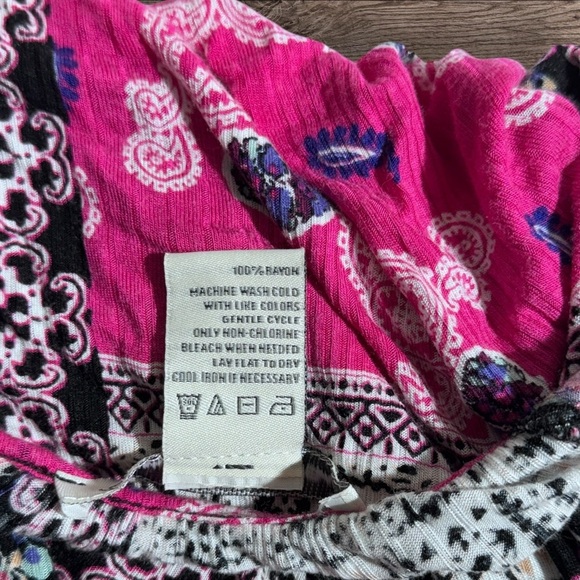 100% RAYON
MACHINE WASH COLD
WITH LIKE COLORS
GENTLE CYCLE
ONLY NON-CHLORINE
BLEACH WHEN NEEDED
LAY FLAT TO DRY
COOL IRON IF NECESSARY